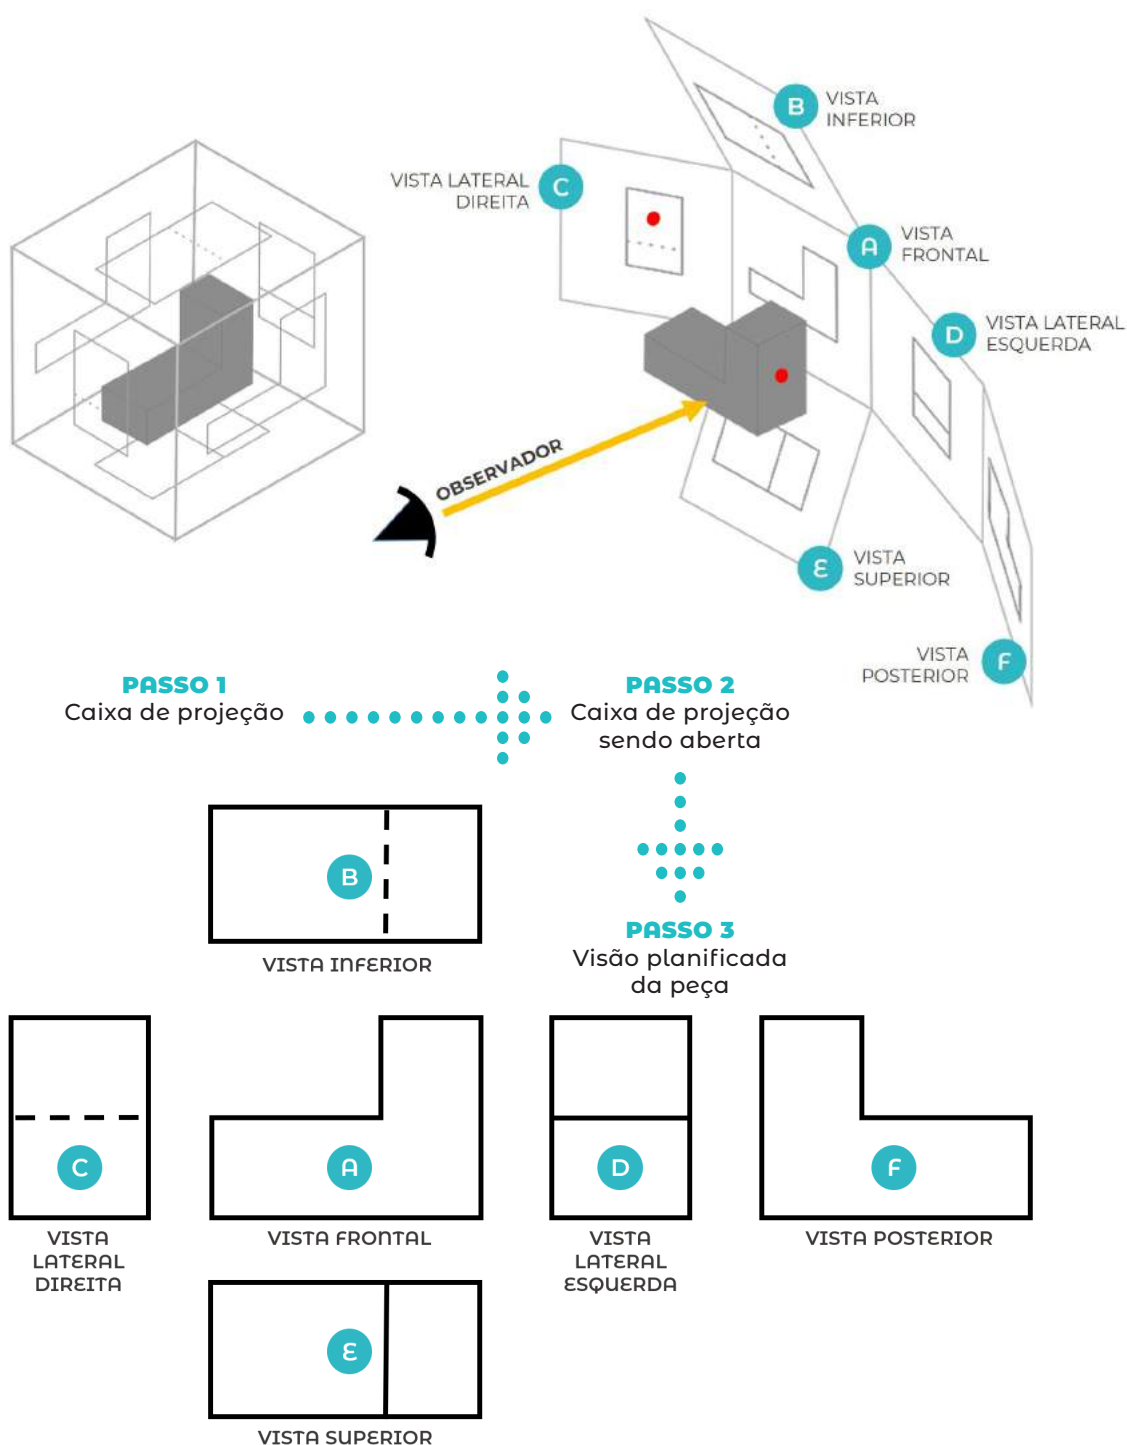 B
VISTA
INFERIOR
VISTA LATERAL
DIREITA
C
A
VISTA
FRONTAL
D
VISTA LATERAL
ESQUERDA
OBSERVADOR
E
VISTA
SUPERIOR
VISTA
POSTERIOR
F
PASSO 1
Caixa de projeção
PASSO 2
Caixa de projeção
sendo aberta
B
VISTA INFERIOR
PASSO 3
Visão planificada
da peça
C
VISTA
LATERAL
DIREITA
A
VISTA FRONTAL
D
VISTA
LATERAL
ESQUERDA
F
VISTA POSTERIOR
E
VISTA SUPERIOR